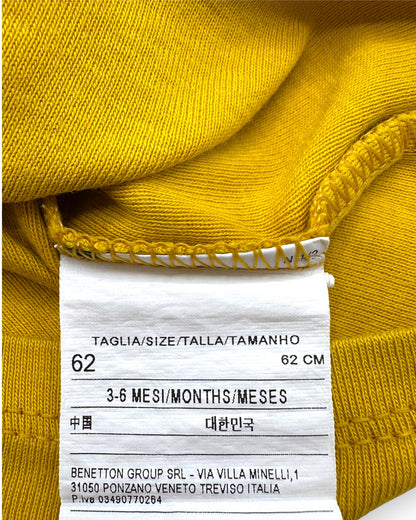 TAGLIA/SIZE/TALLA/TAMANHO
62 62 CM
3-6 MESI/MONTHS/MESES
中国 대한민국
BENETTON GROUP SRL - VIA VILLA MINELLI,1
31050 PONZANO VENETO TREVISO ITALIA
P.IVA 03490770264